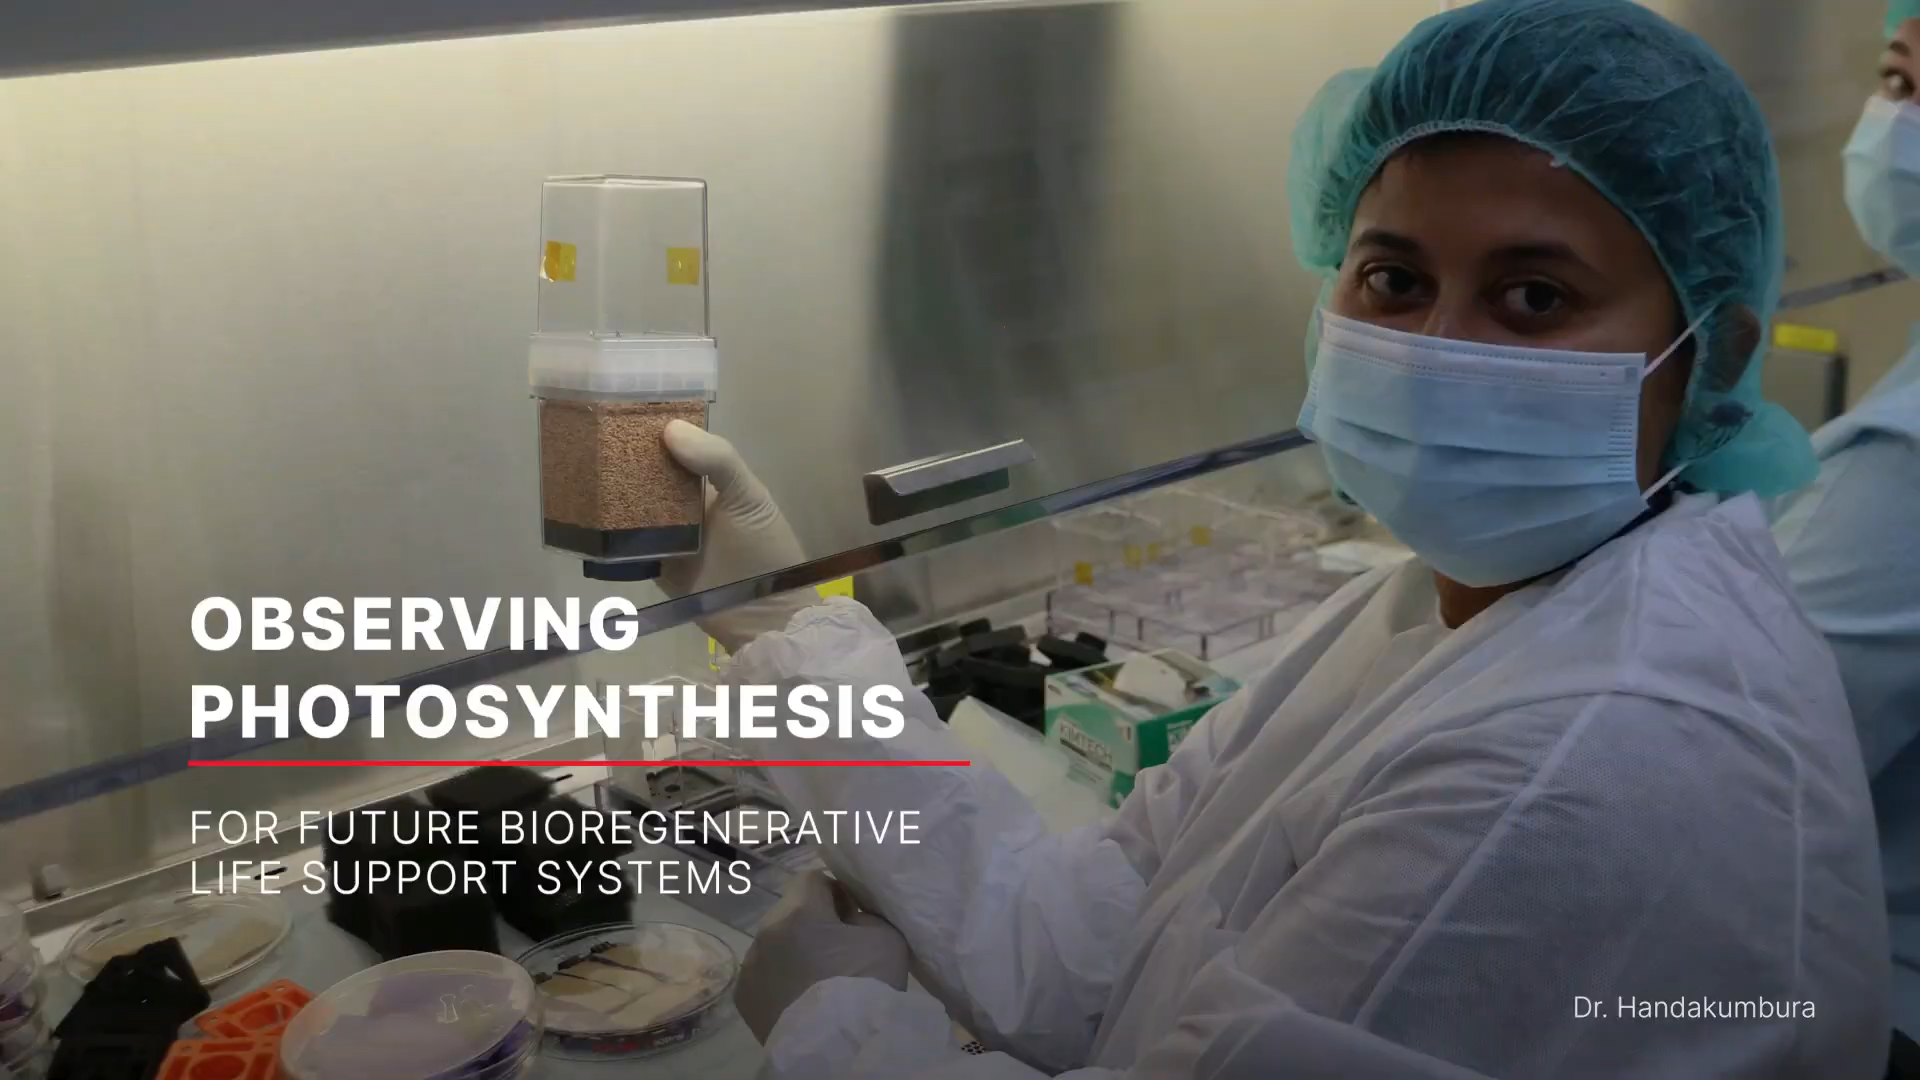 OBSERVING
PHOTOSYNTHESIS
FOR FUTURE BIOREGENERATIVE
LIFE SUPPORT SYSTEMS
KIMTECH
Dr. Handakumbura